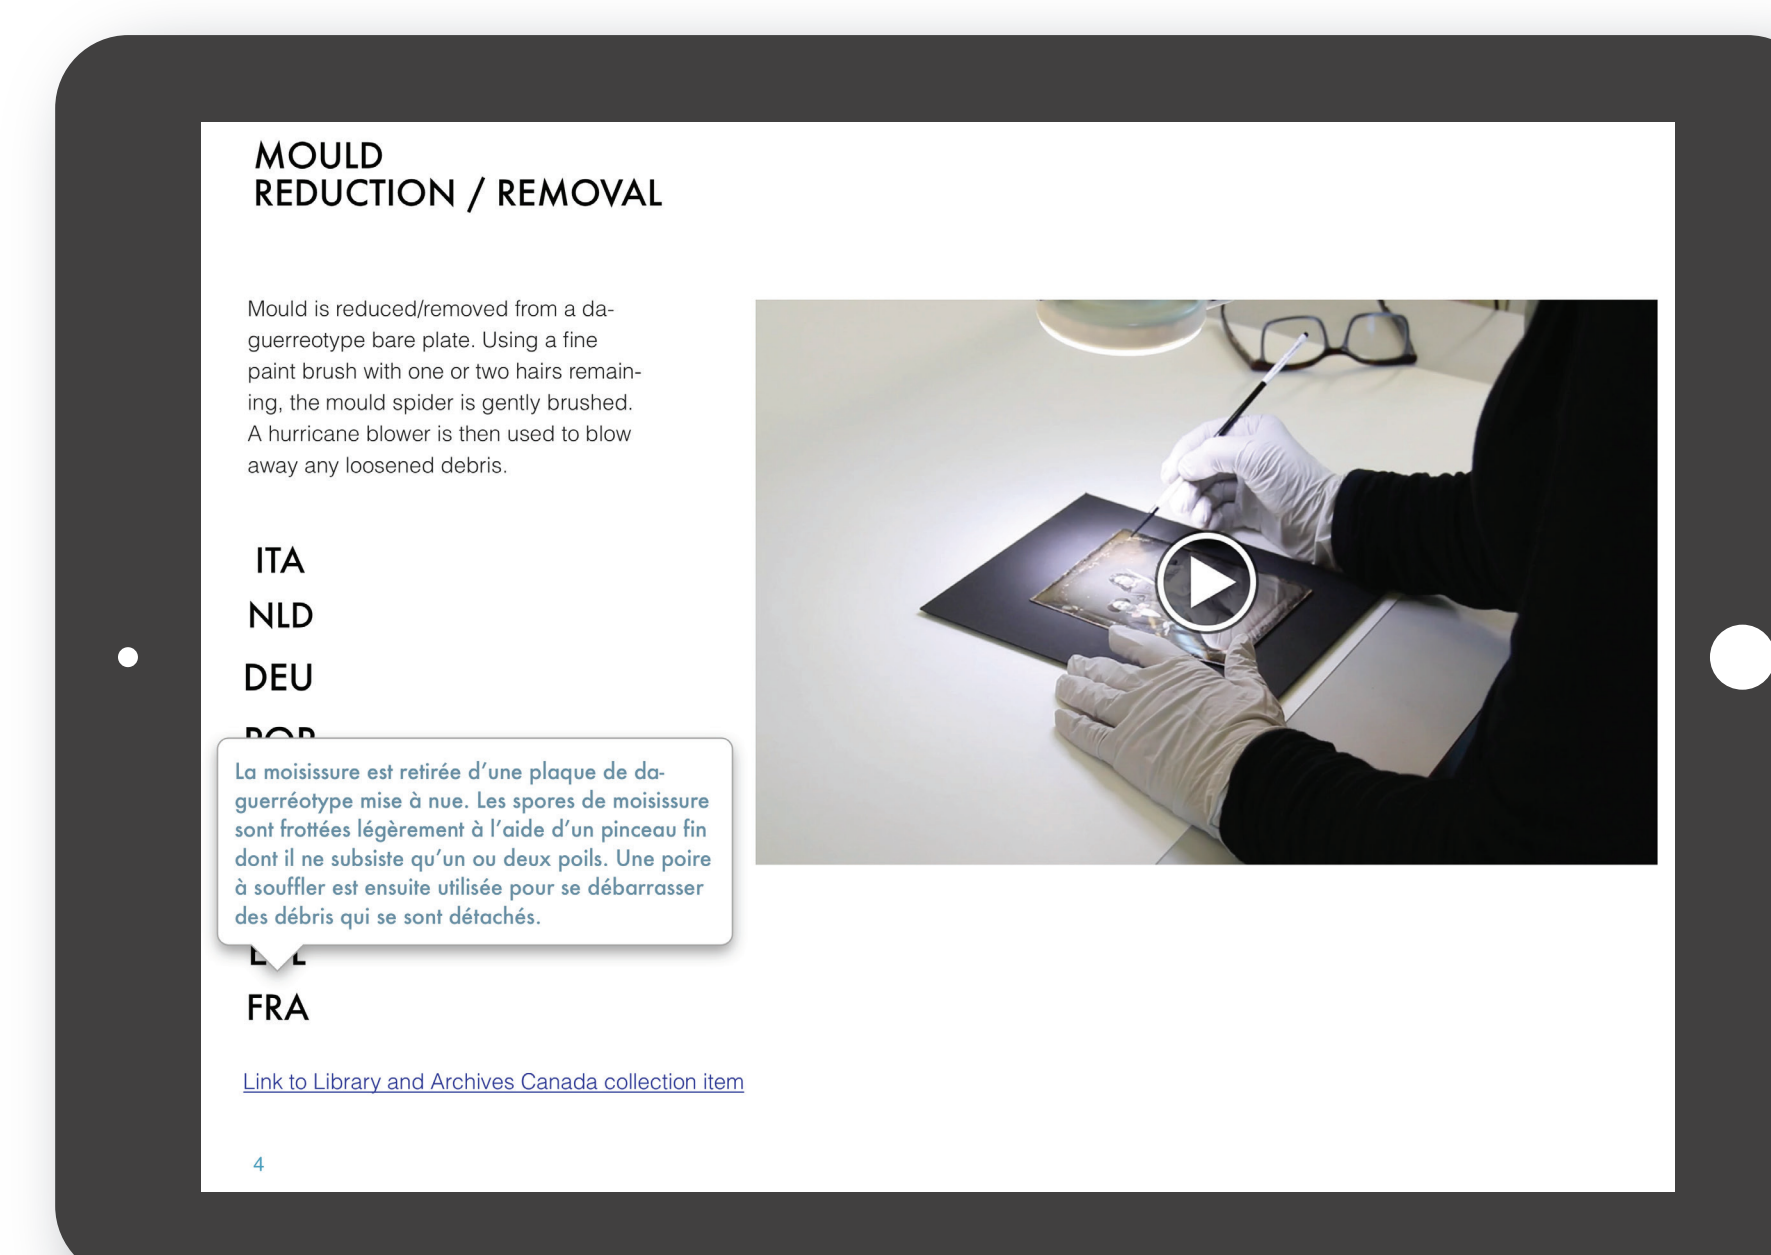 MOULD
REDUCTION / REMOVAL
Mould is reduced/removed from a da-
guerreotype bare plate. Using a fine
paint brush with one or two hairs remain-
ing, the mould spider is gently brushed.
A hurricane blower is then used to blow
away any loosened debris.
ITA
NLD
DEU
La moisissure est retirée d’une plaque de da-
guerréotype mise à nue. Les spores de moisissure
sont frottées légèrement à l’aide d’un pinceau fin
dont il ne subsiste qu’un ou deux poils. Une poire
à souffler est ensuite utilisée pour se débarrasser
des débris qui se sont détachés.
FRA
Link to Library and Archives Canada collection item
4